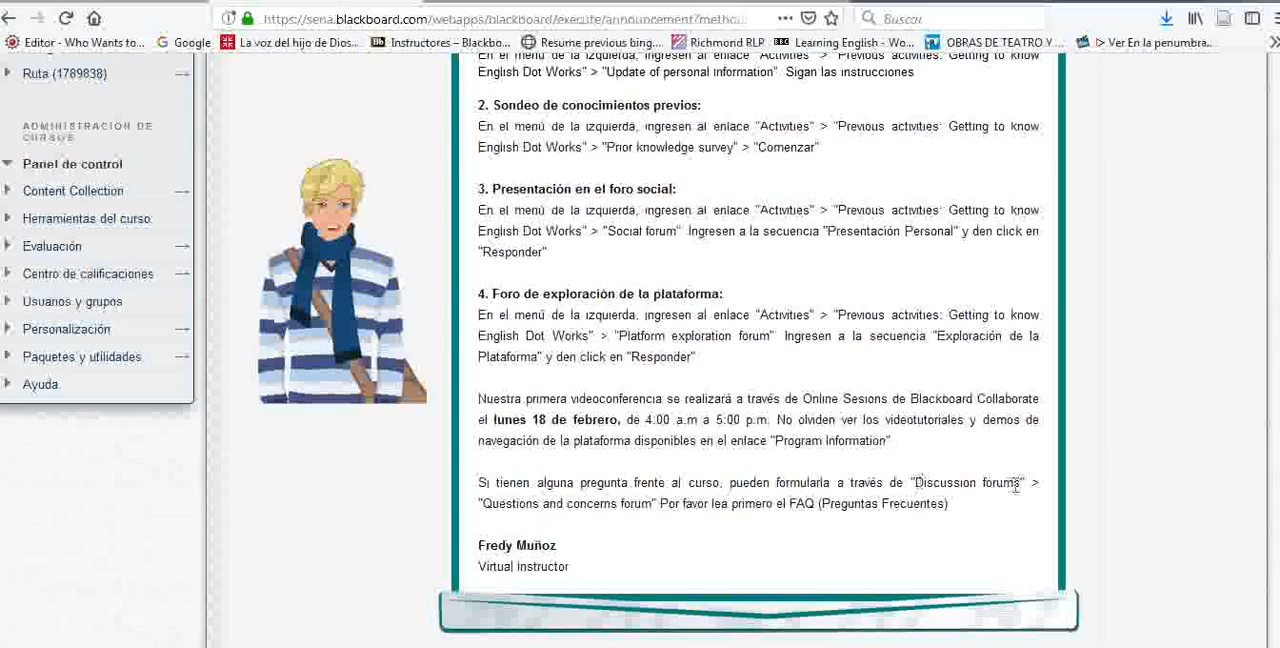 https://sena.blackboard.com/webapps/blackboard/execute/announcement?method
Buscar
Editor - Who Wants to...
Google
La voz del hijo de Dios...
Instructores – Blackbo...
Resume previous bing...
Richmond RLP
Learning English - Wo...
OBRAS DE TEATRO Y ...
▷ Ver En la penumbra...
Ruta (1789838)
ADMINISTRACIÓN DE
CURSOS
Panel de control
Content Collection
Herramientas del curso
Evaluación
Centro de calificaciones
Usuarios y grupos
Personalización
Paquetes y utilidades
Ayuda
En el menú de la izquierda, ingresen al enlace "Activities" > "Previous activities: Getting to know
English Dot Works" > "Update of personal information" Sigan las instrucciones
2. Sondeo de conocimientos previos:
En el menú de la izquierda, ingresen al enlace "Activities" > "Previous activities: Getting to know
English Dot Works" > "Prior knowledge survey" > "Comenzar"
3. Presentación en el foro social:
En el menú de la izquierda, ingresen al enlace "Activities" > "Previous activities: Getting to know
English Dot Works" > "Social forum" Ingresen a la secuencia "Presentación Personal" y den click en
"Responder"
4. Foro de exploración de la plataforma:
En el menú de la izquierda, ingresen al enlace "Activities" > "Previous activities: Getting to know
English Dot Works" > "Platform exploration forum" Ingresen a la secuencia "Exploración de la
Plataforma" y den click en "Responder"
Nuestra primera videoconferencia se realizará a través de Online Sesions de Blackboard Collaborate
el lunes 18 de febrero, de 4:00 a.m a 5:00 p.m. No olviden ver los videotutoriales y demos de
navegación de la plataforma disponibles en el enlace "Program Information"
Si tienen alguna pregunta frente al curso, pueden formularla a través de "Discussion forums" >
"Questions and concerns forum" Por favor lea primero el FAQ (Preguntas Frecuentes)
Fredy Muñoz
Virtual instructor